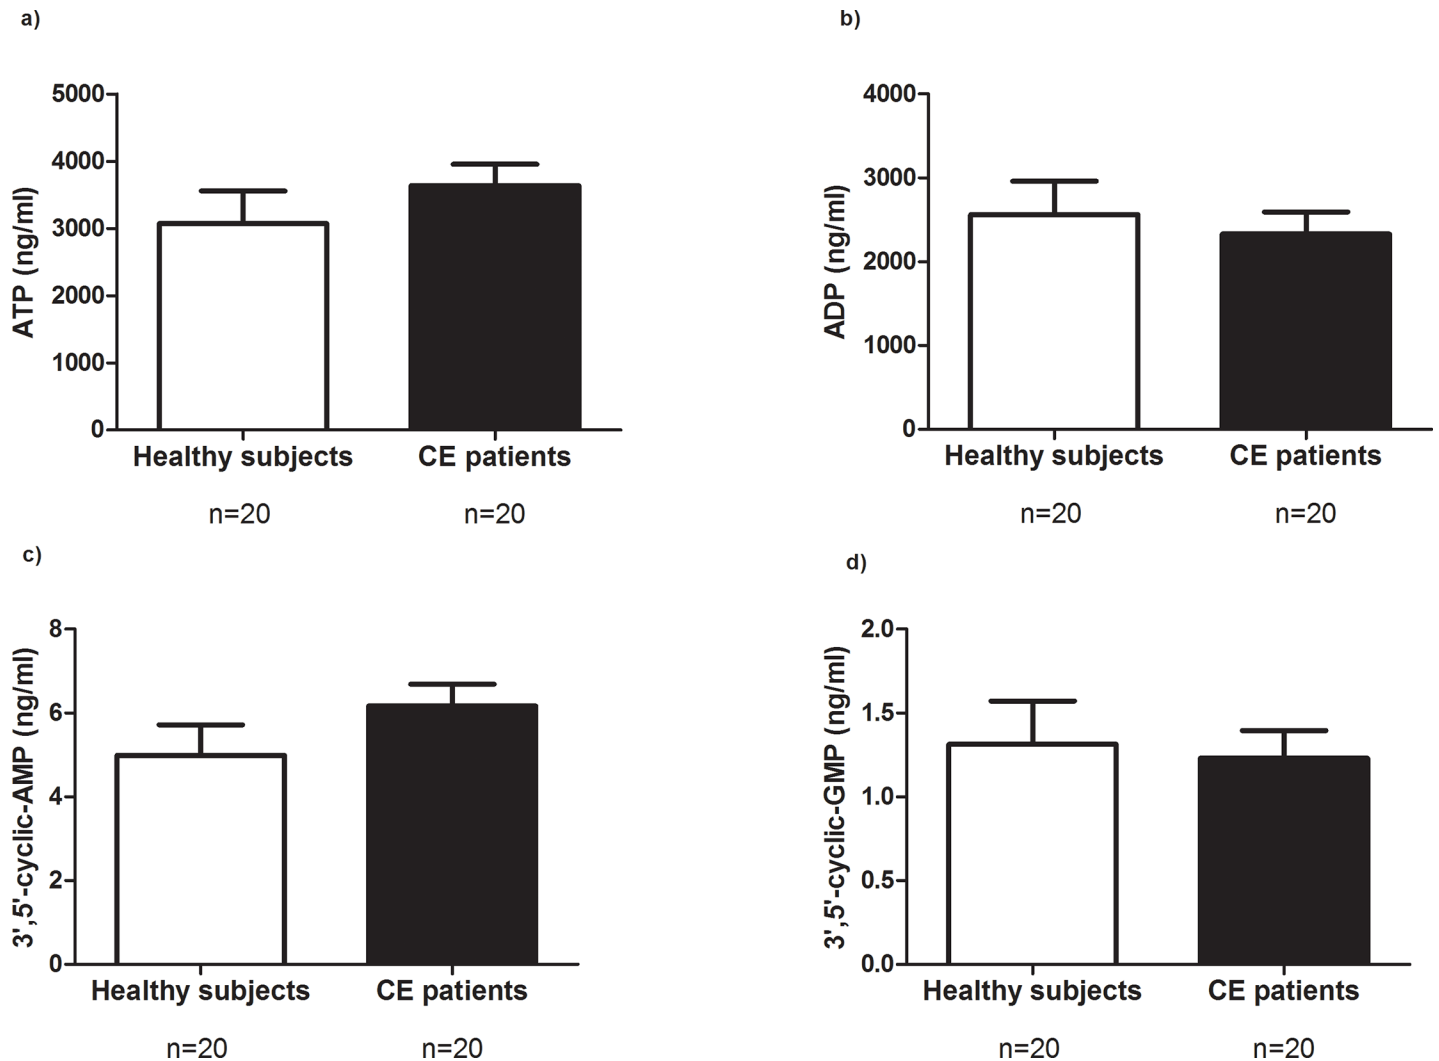 a)
ATP (ng/ml)
5000
4000
3000
2000
1000
0
Healthy subjects
CE patients
n=20
n=20
b)
ADP (ng/ml)
4000
3000
2000
1000
0
Healthy subjects
CE patients
n=20
n=20
c)
3',5'-cyclic-AMP (ng/ml)
8
6
4
2
0
Healthy subjects
CE patients
n=20
n=20
d)
3',5'-cyclic-GMP (ng/ml)
2.0
1.5
1.0
0.5
0.0
Healthy subjects
CE patients
n=20
n=20